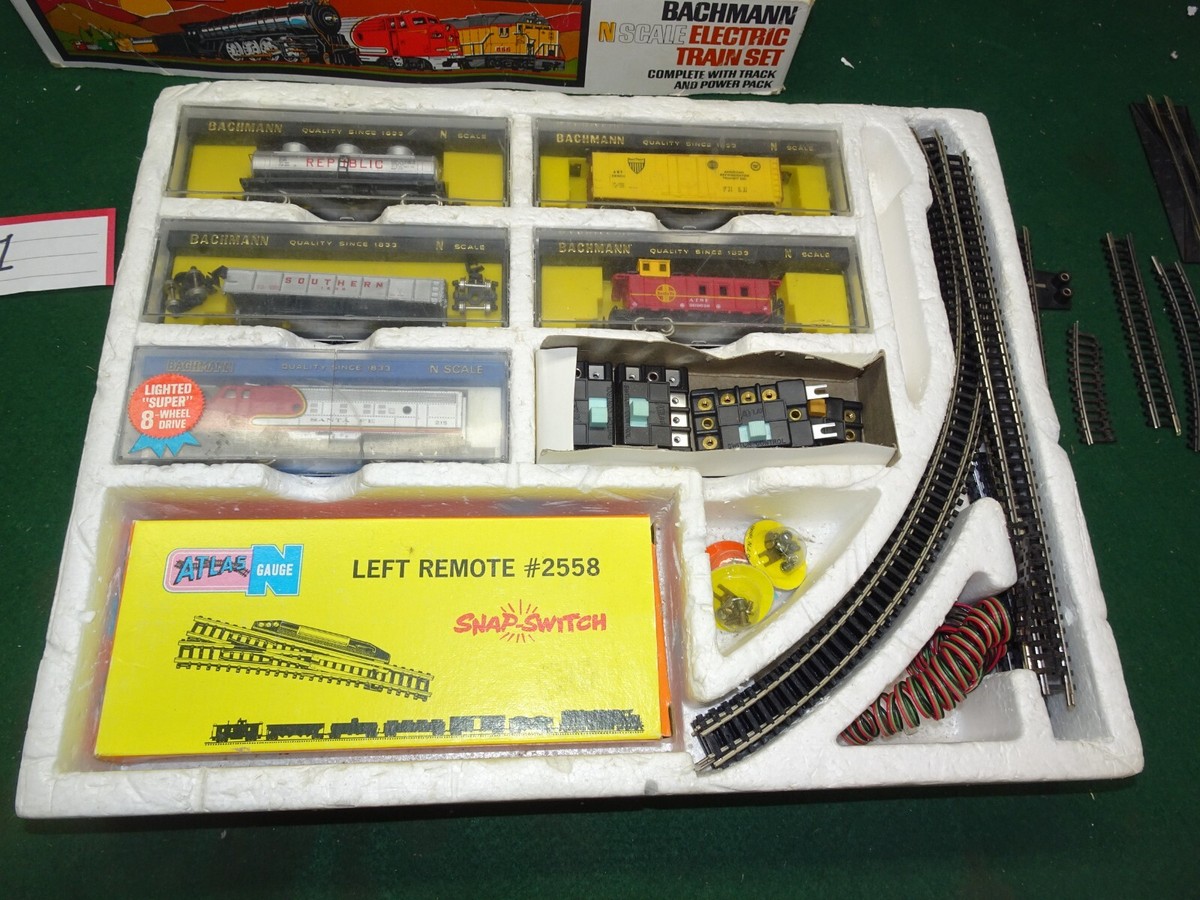 BACHMANN
N SCALE ELECTRIC
TRAIN SET
COMPLETE WITH TRACK
AND POWER PACK
BACHMANN QUALITY SINCE 1833 N SCALE
REPUBLIC
BACHMANN QUALITY SINCE 1833 N SCALE
BACHMANN QUALITY SINCE 1833 N SCALE
SOUTHERN
BACHMANN QUALITY SINCE 1833 N SCALE
BACHMANN QUALITY SINCE 1833 N SCALE
LIGHTED
"SUPER"
8-WHEEL
DRIVE
SANTA FE
1
ATLAS N GAUGE
LEFT REMOTE #2558
SNAP-SWITCH